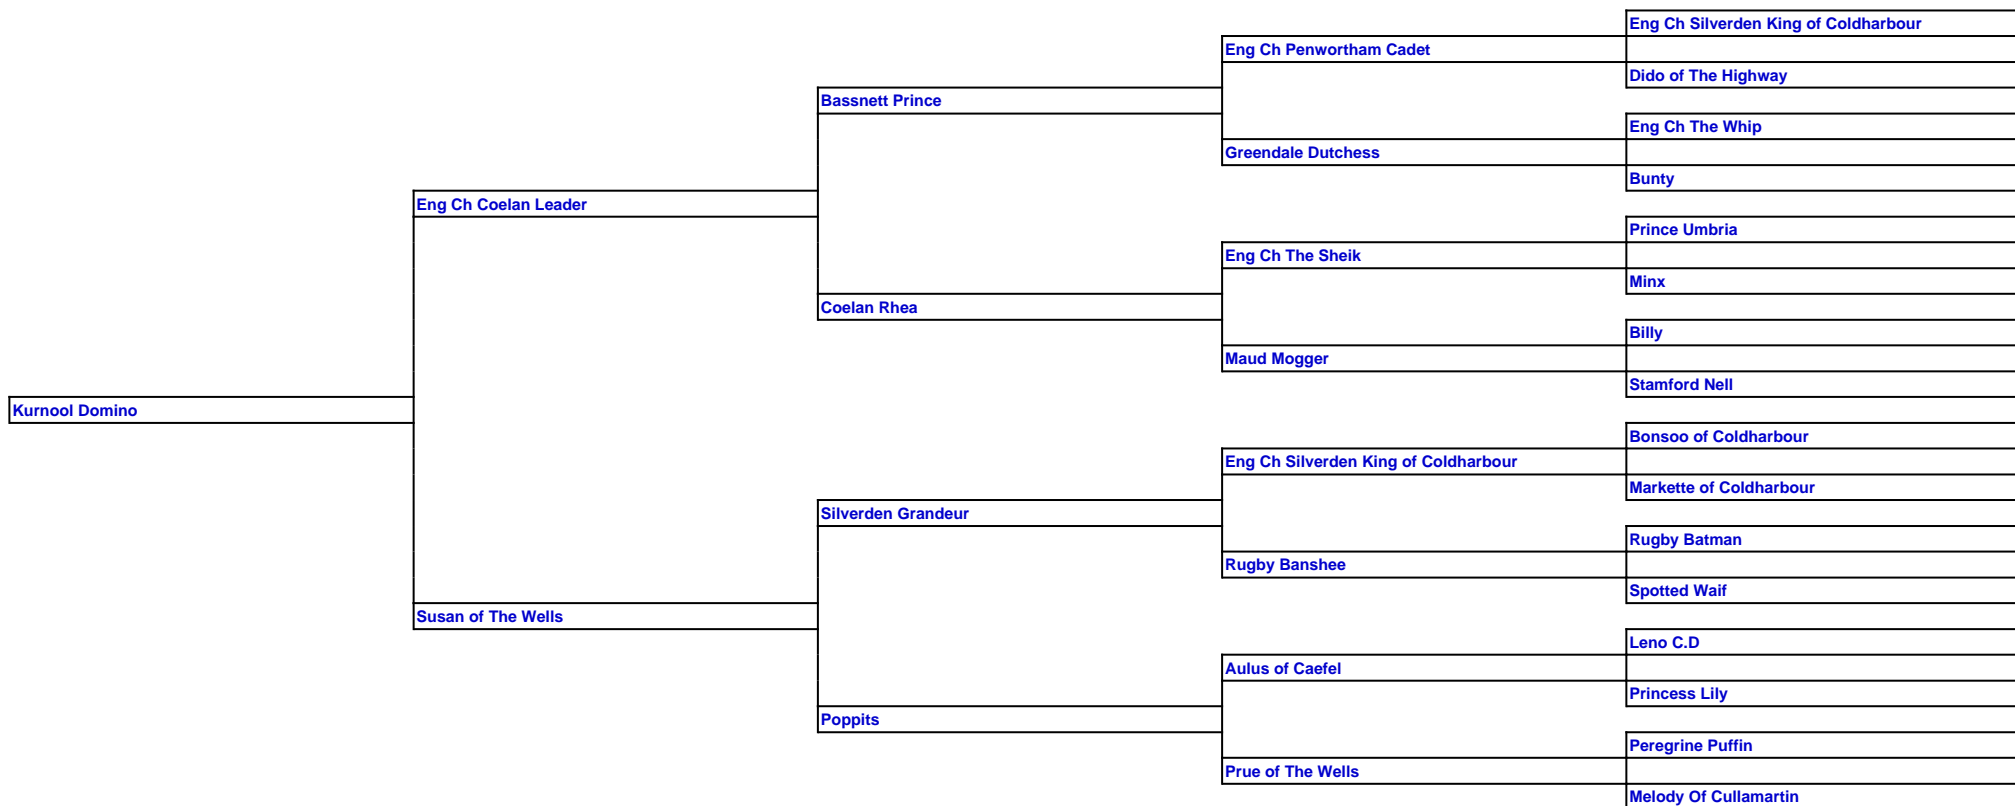 Eng Ch Silverden King of Coldharbour
Eng Ch Penwortham Cadet
Dido of The Highway
Bassnett Prince
Eng Ch The Whip
Greendale Dutchess
Bunty
Eng Ch Coelan Leader
Prince Umbria
Eng Ch The Sheik
Minx
Coelan Rhea
Billy
Maud Mogger
Stamford Nell
Kurnool Domino
Bonsoo of Coldharbour
Eng Ch Silverden King of Coldharbour
Markette of Coldharbour
Silverden Grandeur
Rugby Batman
Rugby Banshee
Spotted Waif
Susan of The Wells
Leno C.D
Aulus of Caefel
Princess Lily
Poppits
Peregrine Puffin
Prue of The Wells
Melody Of Cullamartin